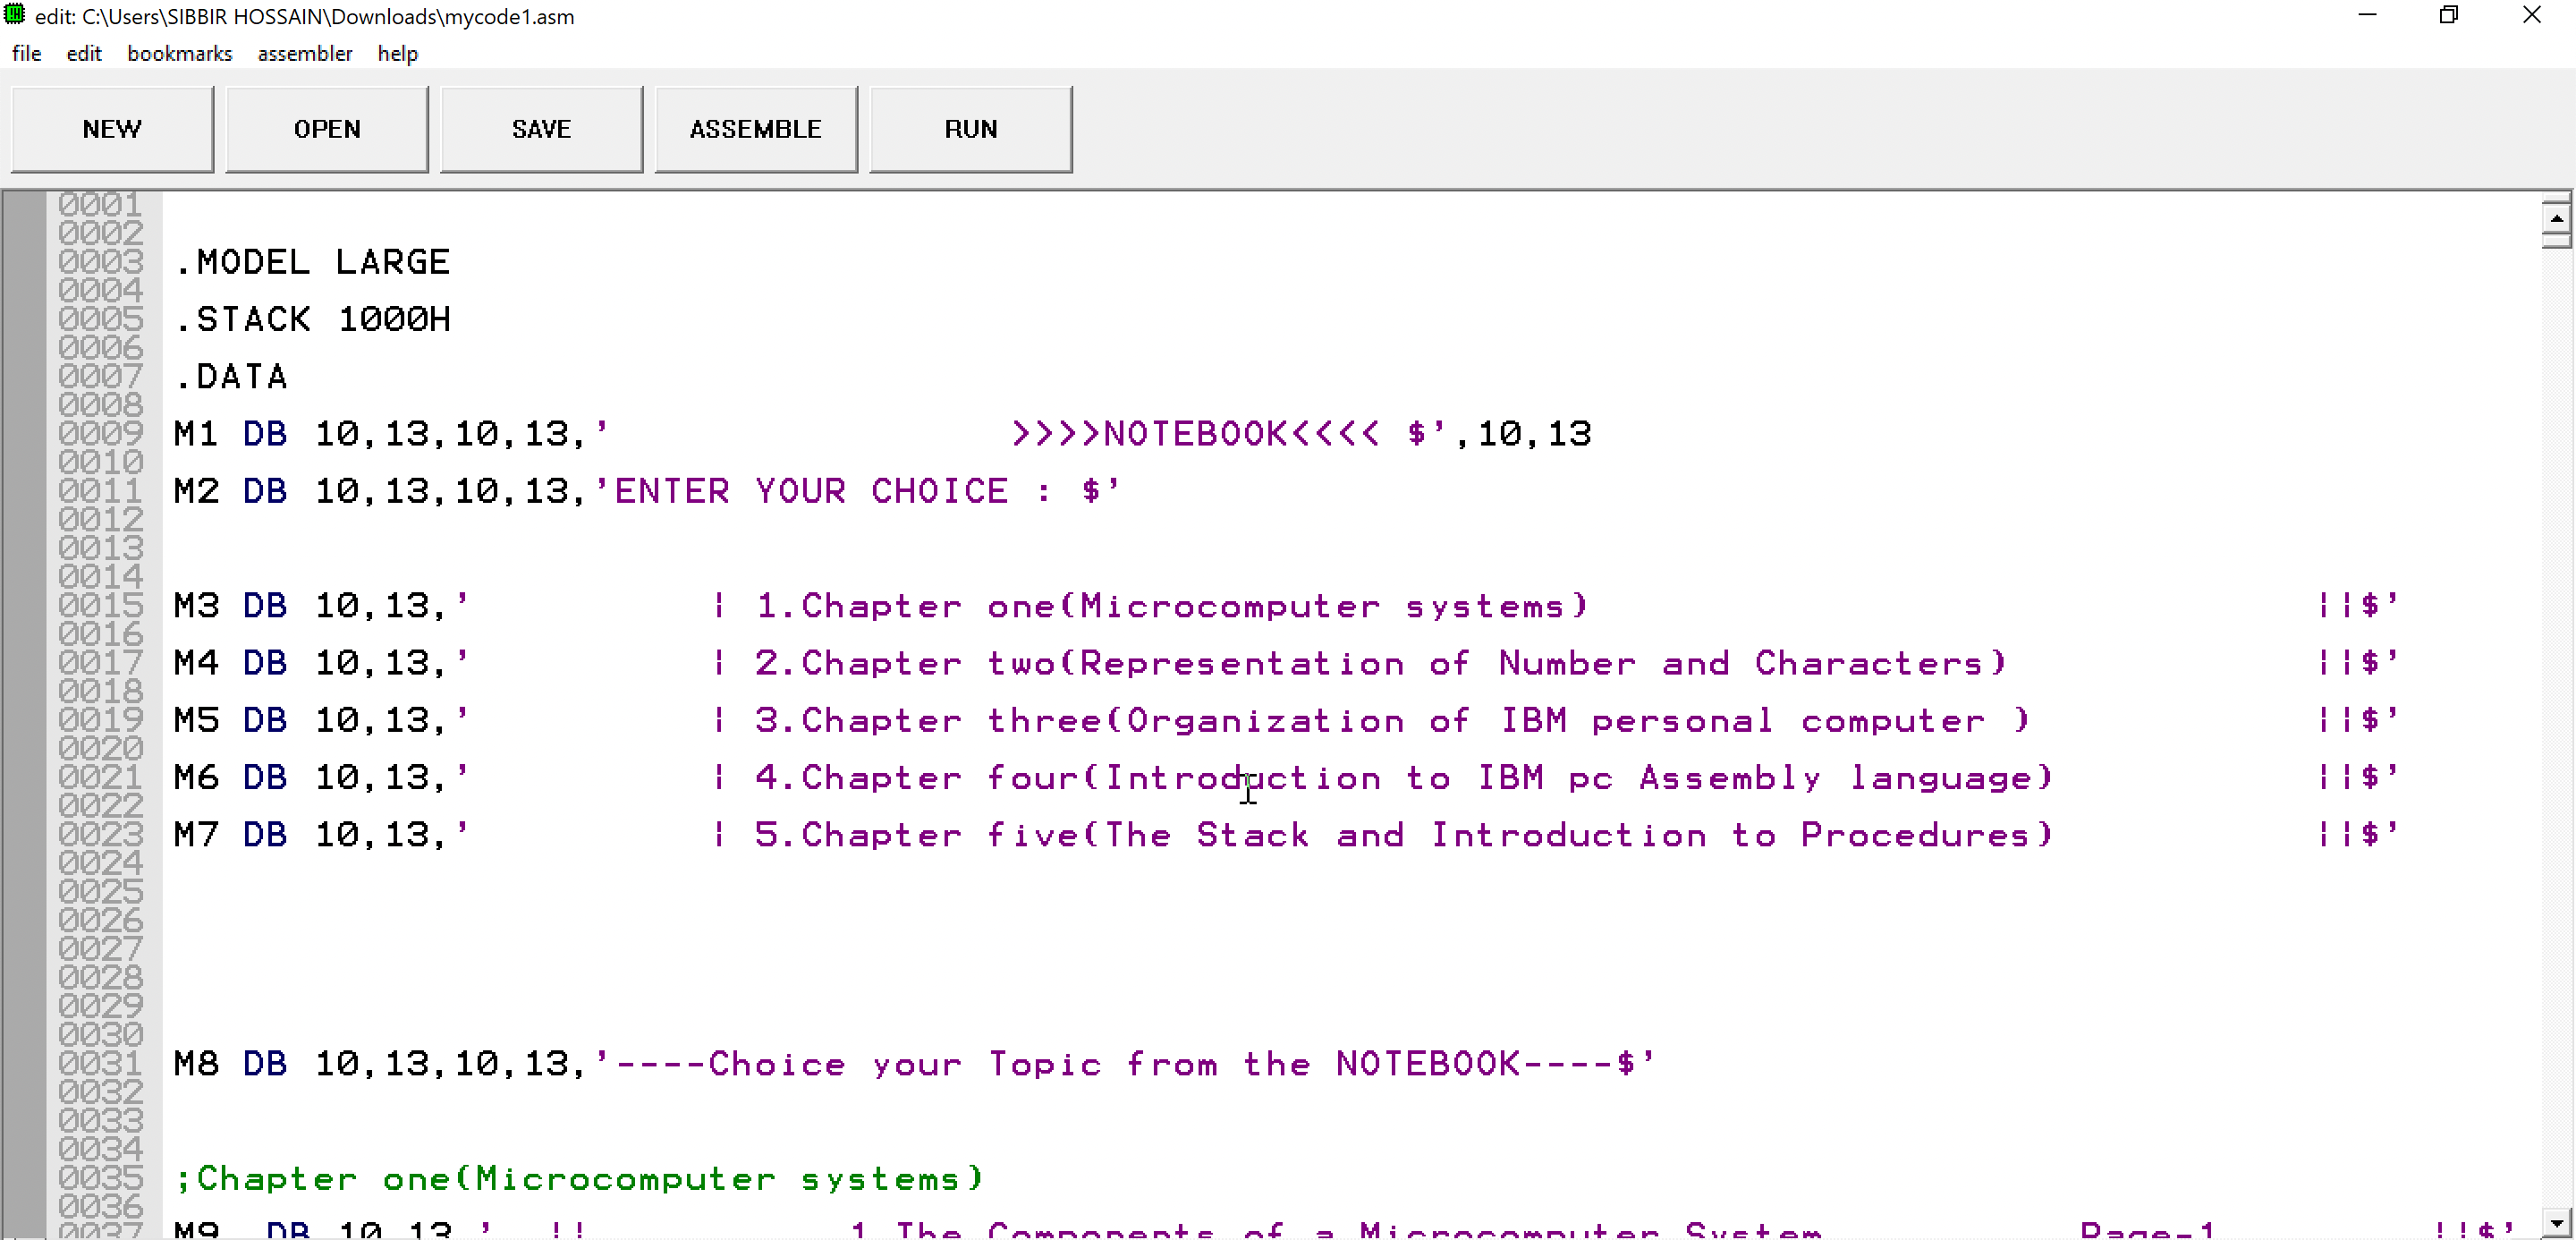 edit: C:\Users\SIBBIR HOSSAIN\Downloads\mycode1.asm
file edit bookmarks assembler help
NEW OPEN SAVE ASSEMBLE RUN
0001
0002
0003 .MODEL LARGE
0004
0005 .STACK 1000H
0006
0007 .DATA
0008
0009 M1 DB 10,13,10,13,'                  >>>>NOTEBOOK<<<< $',10,13
0010
0011 M2 DB 10,13,10,13,'ENTER YOUR CHOICE : $'
0012
0013
0014
0015 M3 DB 10,13,'           | 1.Chapter one(Microcomputer systems)                                ||$'
0016
0017 M4 DB 10,13,'           | 2.Chapter two(Representation of Number and Characters)              ||$'
0018
0019 M5 DB 10,13,'           | 3.Chapter three(Organization of IBM personal computer )             ||$'
0020
0021 M6 DB 10,13,'           | 4.Chapter four(Introduction to IBM pc Assembly language)            ||$'
0022
0023 M7 DB 10,13,'           | 5.Chapter five(The Stack and Introduction to Procedures)            ||$'
0024
0025
0026
0027
0028
0029
0030
0031 M8 DB 10,13,10,13,'----Choice your Topic from the NOTEBOOK----$'
0032
0033
0034
0035 ;Chapter one(Microcomputer systems)
0036
0037 M9  DB 10,13,'   ||            1.The Components of a Microcomputer System            Page-1          ||$'